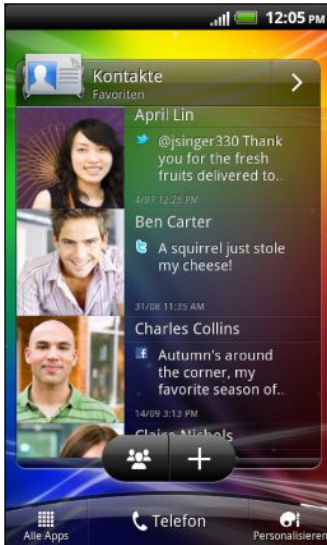 12:05 PM
Kontakte
Favoriten
April Lin
@jsinger330 Thank
you for the fresh
fruits delivered to..
4/07 12:25 PM
Ben Carter
A squirrel just stole
my cheese!
31/08 11:35 AM
Charles Collins
Autumn's around
the corner, my
favorite season of..
14/09 3:13 PM
Claire Nichols
Alle Apps
Telefon
Personalisieren